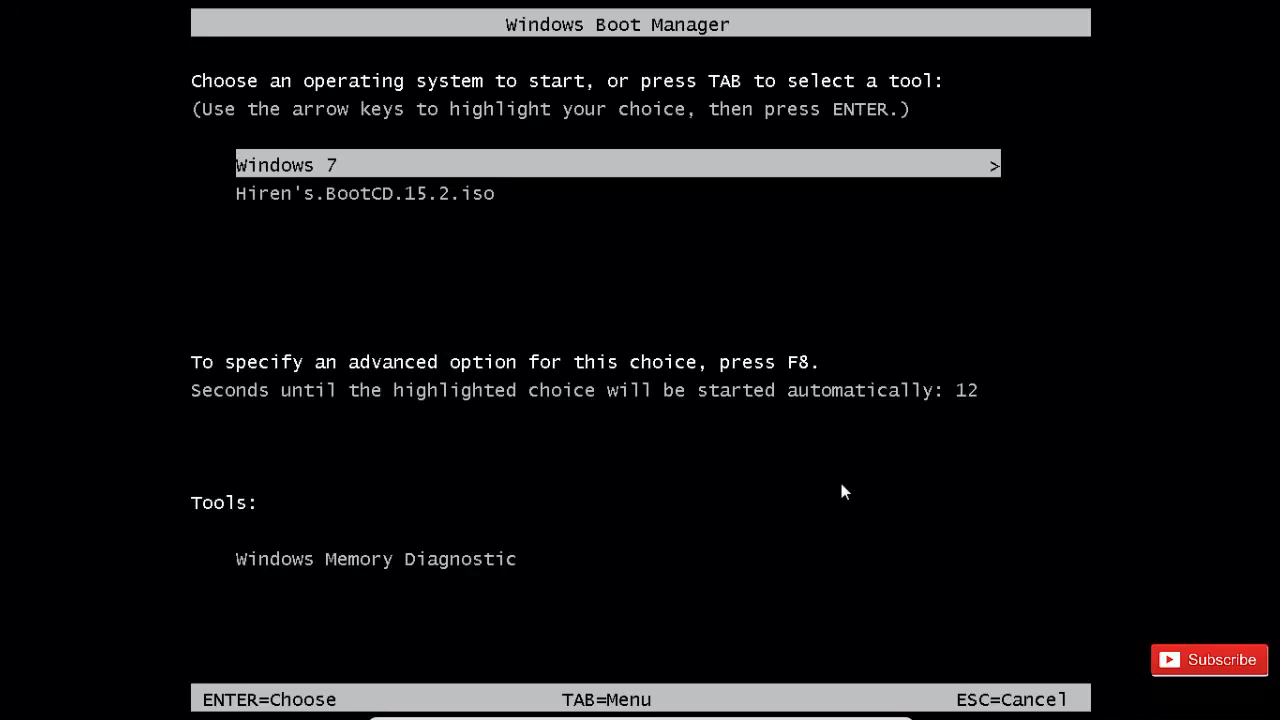 Windows Boot Manager
Choose an operating system to start, or press TAB to select a tool:
(Use the arrow keys to highlight your choice, then press ENTER.)
Windows 7 >
Hiren's.BootCD.15.2.iso
To specify an advanced option for this choice, press F8.
Seconds until the highlighted choice will be started automatically: 12
Tools:
Windows Memory Diagnostic
Subscribe
ENTER=Choose TAB=Menu ESC=Cancel